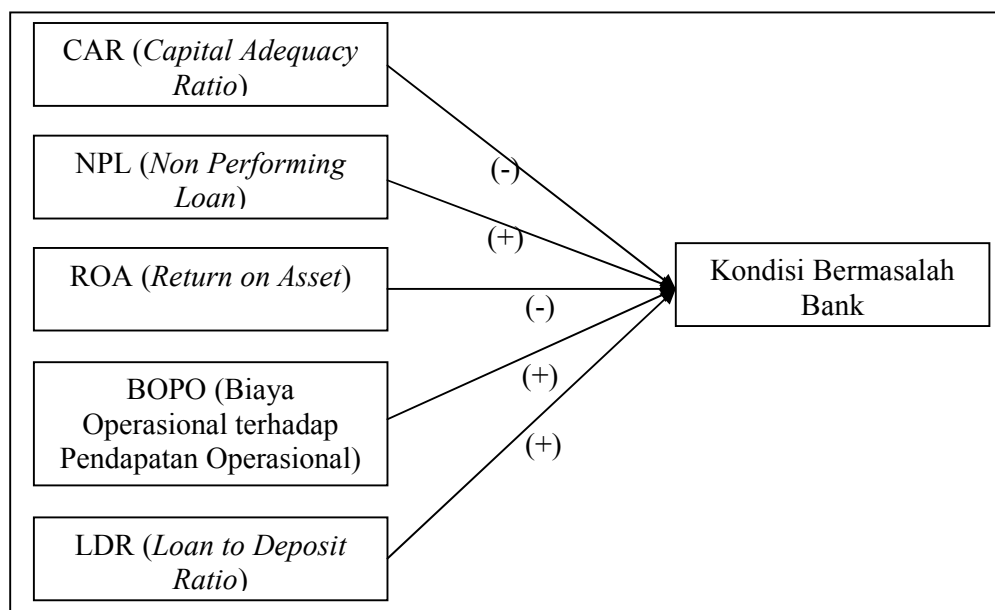 CAR (Capital Adequacy
Ratio)
NPL (Non Performing
Loan)
ROA (Return on Asset)
BOPO (Biaya
Operasional terhadap
Pendapatan Operasional)
LDR (Loan to Deposit
Ratio)
(-)
(+)
(-)
(+)
(+)
Kondisi Bermasalah
Bank